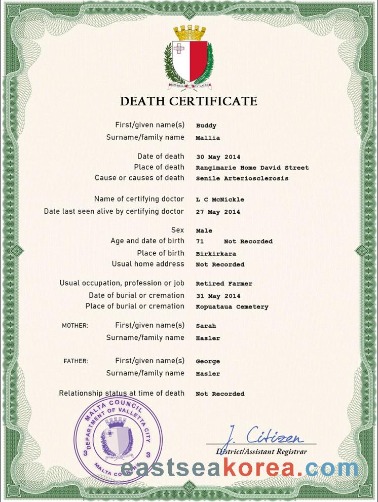 DEATH CERTIFICATE
First/given name(s) Buddy
Surname/family name Mallia
Date of death 30 May 2014
Place of death Rangimarie Home David Street
Cause or causes of death Senile Arteriosclerosis
Name of certifying doctor L C McNickle
Date last seen alive by certifying doctor 27 May 2014
Sex Male
Age and date of birth 71 Not Recorded
Place of birth Birkirkara
Usual home address Not Recorded
Usual occupation, profession or job Retired Farmer
Date of burial or cremation 31 May 2014
Place of burial or cremation Kopuataua Cemetery
MOTHER: First/given name(s) Sarah
Surname/family name Hasler
FATHER: First/given name(s) George
Surname/family name Hasler
Relationship status at time of death Not Recorded
MALTA COUNCIL
DEPARTMENT OF VALLETTA CITY
3 3
MALTA COUNCIL
J. Citizen
District/Assistant Registrar
eastseakorea.com